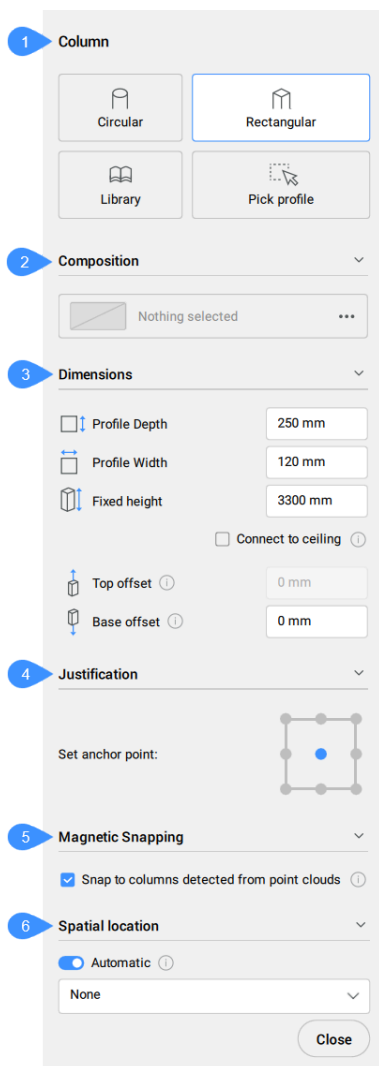 1 Column
Circular Rectangular
Library Pick profile
2 Composition
Nothing selected
3 Dimensions
Profile Depth 250 mm
Profile Width 120 mm
Fixed height 3300 mm
Connect to ceiling
Top offset 0 mm
Base offset 0 mm
4 Justification
Set anchor point:
5 Magnetic Snapping
Snap to columns detected from point clouds
6 Spatial location
Automatic
None
Close